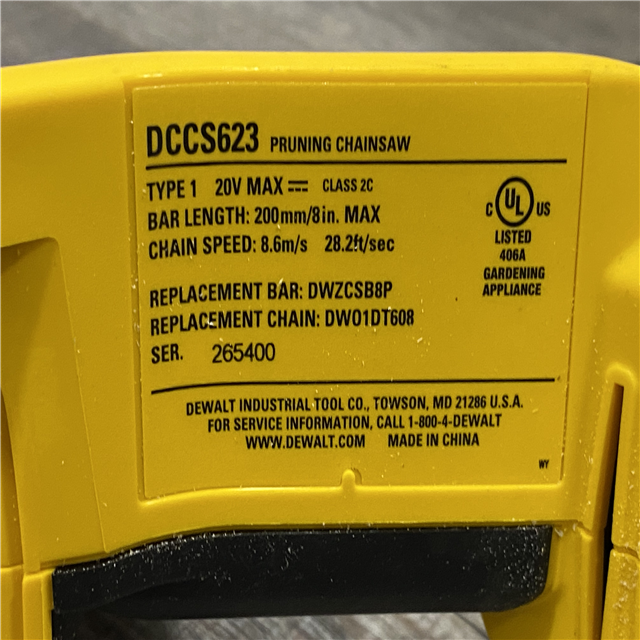 DCCS623 PRUNING CHAINSAW
TYPE 1 20V MAX ⎓ CLASS 2C
BAR LENGTH: 200mm/8in. MAX
CHAIN SPEED: 8.6m/s 28.2ft/sec
C UL US
LISTED
406A
GARDENING
APPLIANCE
REPLACEMENT BAR: DWZCSB8P
REPLACEMENT CHAIN: DWO1DT608
SER. 265400
DEWALT INDUSTRIAL TOOL CO., TOWSON, MD 21286 U.S.A.
FOR SERVICE INFORMATION, CALL 1-800-4-DEWALT
WWW.DEWALT.COM MADE IN CHINA
WY